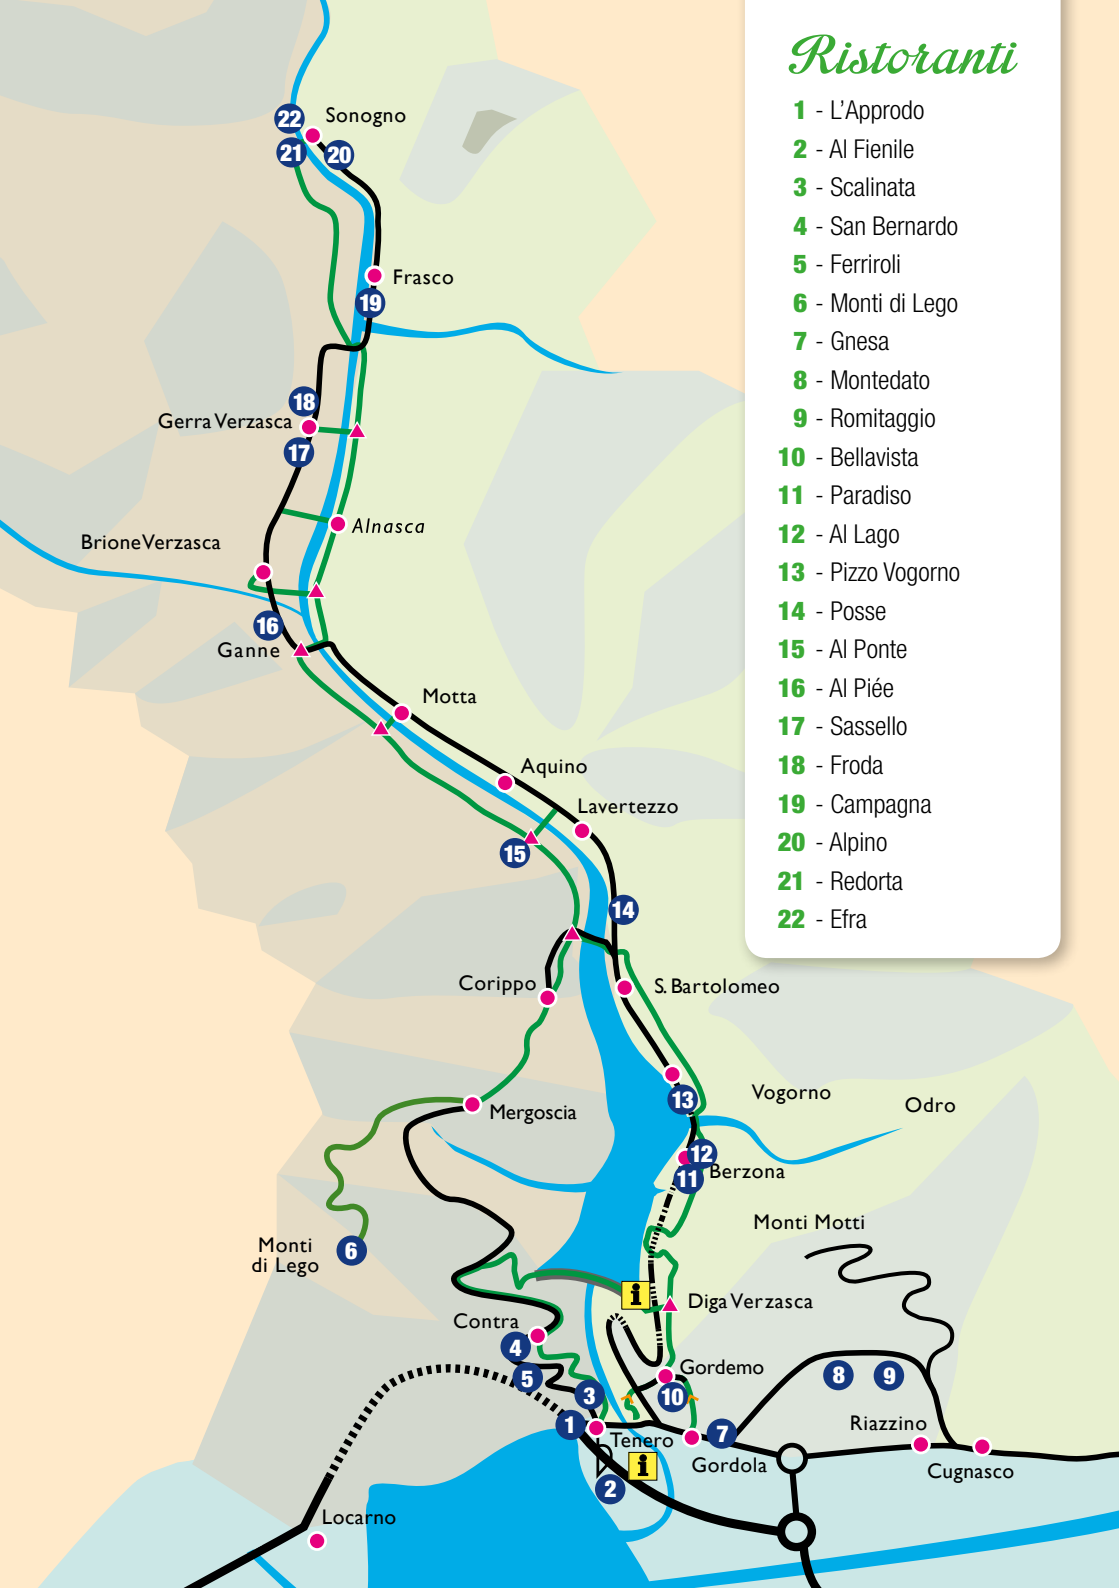 Ristoranti
1 - L'Approdo
2 - Al Fienile
3 - Scalinata
4 - San Bernardo
5 - Ferriroli
6 - Monti di Lego
7 - Gnesa
8 - Montedato
9 - Romitaggio
10 - Bellavista
11 - Paradiso
12 - Al Lago
13 - Pizzo Vogorno
14 - Posse
15 - Al Ponte
16 - Al Piée
17 - Sassello
18 - Froda
19 - Campagna
20 - Alpino
21 - Redorta
22 - Efra
22
Sonogno
21
20
Frasco
19
18
Gerra Verzasca
17
Alnasca
Brione Verzasca
16
Ganne
Motta
Aquino
Lavertezzo
15
14
Corippo
S. Bartolomeo
13
Vogorno
Odro
Mergoscia
12
11
Berzona
Monti Motti
Monti
di Lego
6
i
Diga Verzasca
Contra
4
5
Gordemo
8
9
3
10
1
7
Riazzino
Tenero
i
Gordola
Cugnasco
2
Locarno